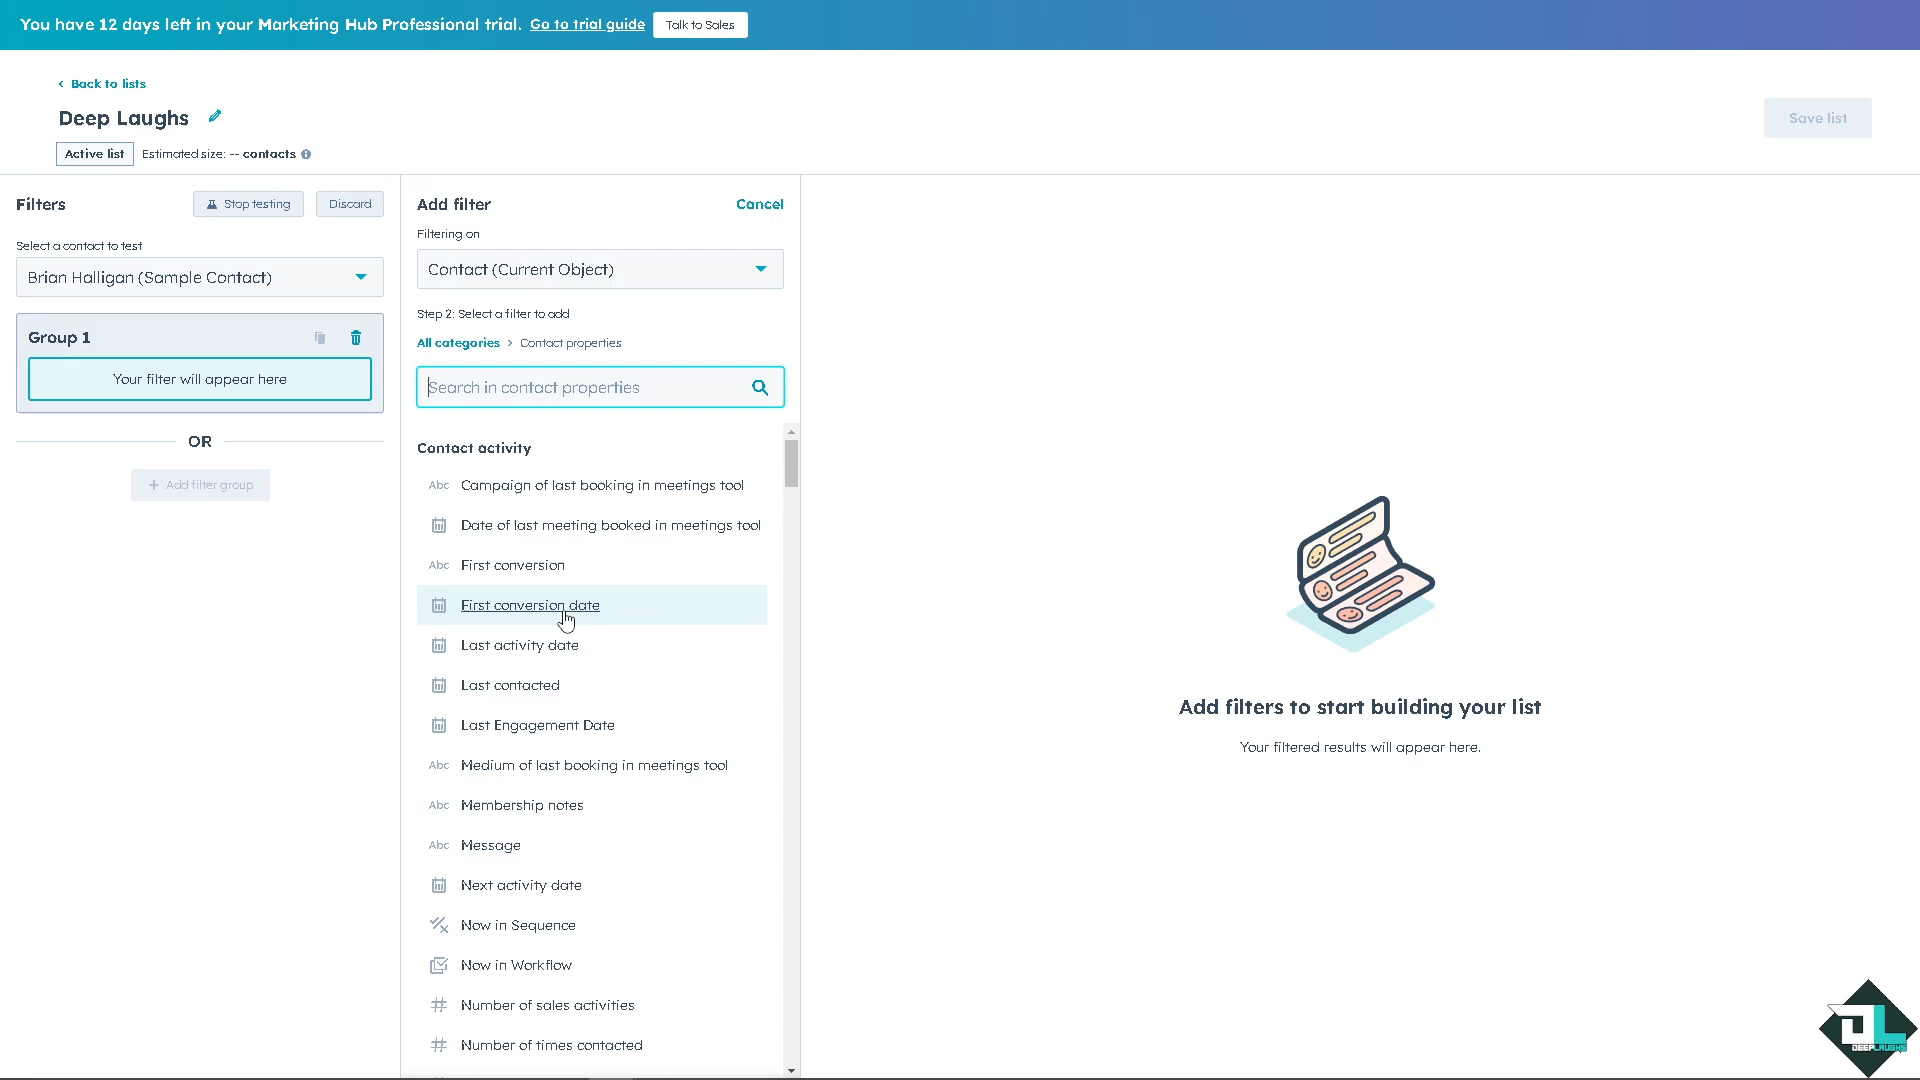 You have 12 days left in your Marketing Hub Professional trial. Go to trial guide Talk to Sales
Back to lists
Deep Laughs
Save list
Active list Estimated size: -- contacts
Filters Stop testing Discard
Select a contact to test
Brian Halligan (Sample Contact)
Group 1
Your filter will appear here
OR
+ Add filter group
Add filter Cancel
Filtering on
Contact (Current Object)
Step 2: Select a filter to add
All categories > Contact properties
Search in contact properties
Contact activity
Abc Campaign of last booking in meetings tool
Date of last meeting booked in meetings tool
Abc First conversion
First conversion date
Last activity date
Last contacted
Last Engagement Date
Abc Medium of last booking in meetings tool
Abc Membership notes
Abc Message
Next activity date
Now in Sequence
Now in Workflow
Number of sales activities
Number of times contacted
Add filters to start building your list
Your filtered results will appear here.
DL
DEEPLAUGHS